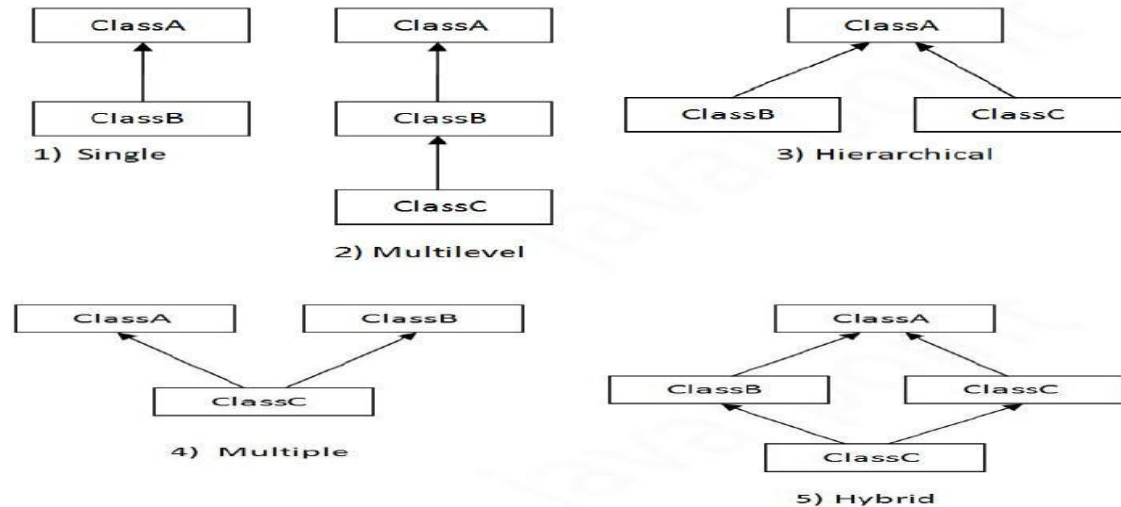 ClassA
ClassB
1) Single
ClassA
ClassB
ClassC
2) Multilevel
ClassA
ClassB ClassC
3) Hierarchical
ClassA ClassB
ClassC
4) Multiple
ClassA
ClassB ClassC
ClassC
5) Hybrid